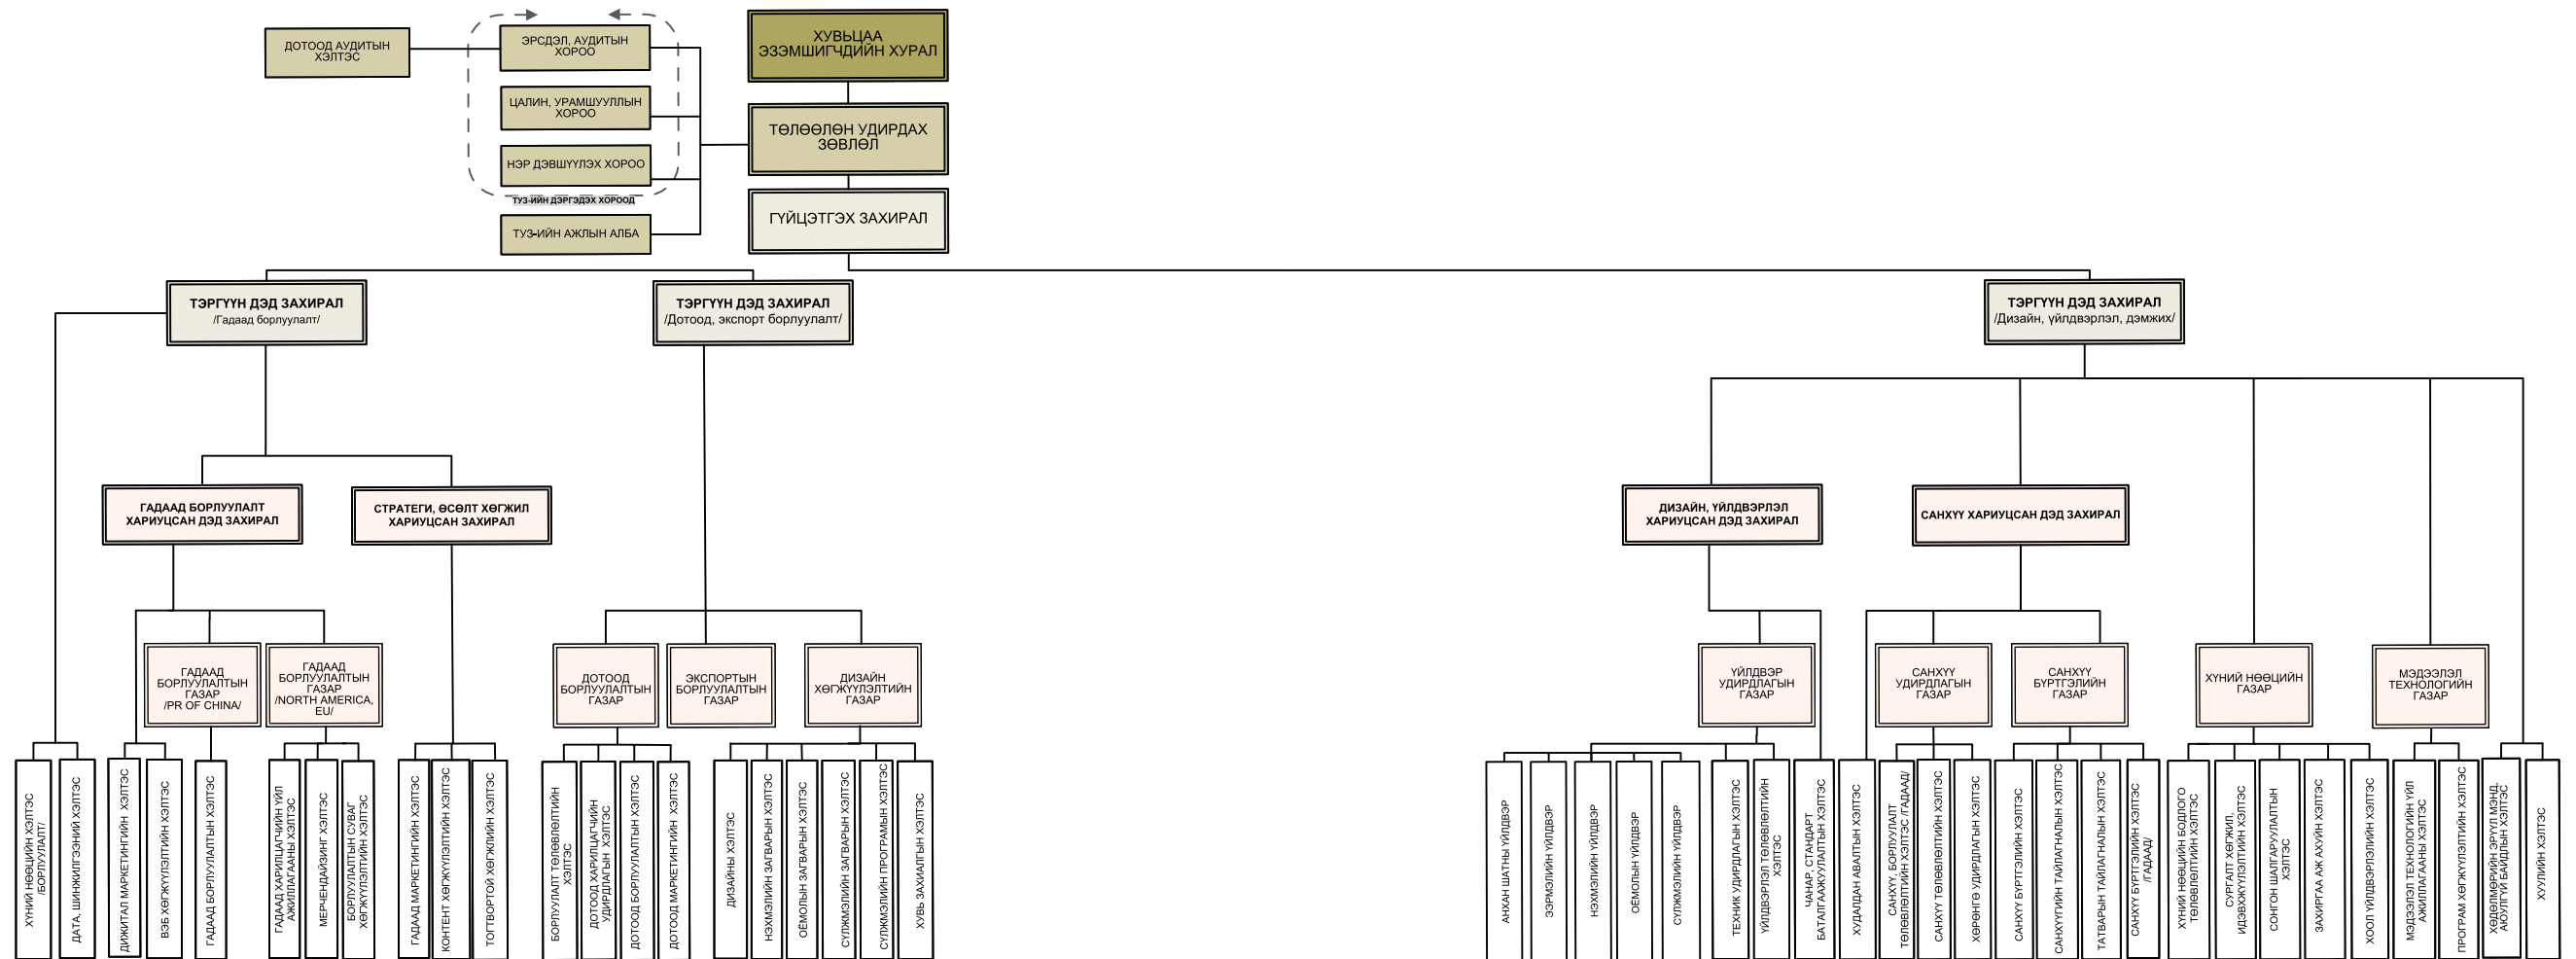 ХУВЬЦАА
ЭЗЭМШИГЧДИЙН ХУРАЛ
ДОТООД АУДИТЫН
ХЭЛТЭС
ЭРСДЭЛ, АУДИТЫН
ХОРОО
ЦАЛИН, УРАМШУУЛЛЫН
ХОРОО
ТӨЛӨӨЛӨН УДИРДАХ
ЗӨВЛӨЛ
НЭР ДЭВШҮҮЛЭХ ХОРОО
ТУЗ-ИЙН ДЭРГЭДЭХ ХОРООД
ГҮЙЦЭТГЭХ ЗАХИРАЛ
ТУЗ-ИЙН АЖЛЫН АЛБА
ТЭРГҮҮН ДЭД ЗАХИРАЛ
/Гадаад борлуулалт/
ТЭРГҮҮН ДЭД ЗАХИРАЛ
/Дотоод, экспорт борлуулалт/
ТЭРГҮҮН ДЭД ЗАХИРАЛ
/Дизайн, үйлдвэрлэл, дэмжих/
ГАДААД БОРЛУУЛАЛТ
ХАРИУЦСАН ДЭД ЗАХИРАЛ
СТРАТЕГИ, ӨСӨЛТ ХӨГЖИЛ
ХАРИУЦСАН ЗАХИРАЛ
ДИЗАЙН, ҮЙЛДВЭРЛЭЛ
ХАРИУЦСАН ДЭД ЗАХИРАЛ
САНХҮҮ ХАРИУЦСАН ДЭД ЗАХИРАЛ
ГАДААД
БОРЛУУЛАЛТЫН
ГАЗАР
/PR OF CHINA/
ГАДААД
БОРЛУУЛАЛТЫН
ГАЗАР
/NORTH AMERICA,
EU/
ДОТООД
БОРЛУУЛАЛТЫН
ГАЗАР
ЭКСПОРТЫН
БОРЛУУЛАЛТЫН
ГАЗАР
ДИЗАЙН
ХӨГЖҮҮЛЭЛТИЙН
ГАЗАР
ҮЙЛДВЭР
УДИРДЛАГЫН
ГАЗАР
САНХҮҮ
УДИРДЛАГЫН
ГАЗАР
САНХҮҮ
БҮРТГЭЛИЙН
ГАЗАР
ХҮНИЙ НӨӨЦИЙН
ГАЗАР
МЭДЭЭЛЭЛ
ТЕХНОЛОГИЙН
ГАЗАР
ХҮНИЙ НӨӨЦИЙН ХЭЛТЭС
/БОРЛУУЛАЛТ/
ДАТА, ШИНЖИЛГЭЭНИЙ ХЭЛТЭС
ДИЖИТАЛ МАРКЕТИНГИЙН ХЭЛТЭС
ВЭБ ХӨГЖҮҮЛЭЛТИЙН ХЭЛТЭС
ГАДААД БОРЛУУЛАЛТЫН ХЭЛТЭС
ГАДААД ХАРИЛЦАГЧИЙН ҮЙЛ
АЖИЛЛАГААНЫ ХЭЛТЭС
МЕРЧЕНДАЙЗИНГ ХЭЛТЭС
БОРЛУУЛАЛТЫН СУВАГ
ХӨГЖҮҮЛЭЛТИЙН ХЭЛТЭС
ГАДААД МАРКЕТИНГИЙН ХЭЛТЭС
КОНТЕНТ ХӨГЖҮҮЛЭЛТИЙН ХЭЛТЭС
ТОГТВОРТОЙ ХӨГЖЛИЙН ХЭЛТЭС
БОРЛУУЛАЛТ ТӨЛӨВЛӨЛТИЙН
ХЭЛТЭС
ДОТООД ХАРИЛЦАГЧИЙН
УДИРДЛАГЫН ХЭЛТЭС
ДОТООД БОРЛУУЛАЛТЫН ХЭЛТЭС
ДОТООД МАРКЕТИНГИЙН ХЭЛТЭС
ДИЗАЙНЫ ХЭЛТЭС
НЭХМЭЛИЙН ЗАГВАРЫН ХЭЛТЭС
ОЁМОЛЫН ЗАГВАРЫН ХЭЛТЭС
СҮЛЖМЭЛИЙН ЗАГВАРЫН ХЭЛТЭС
СҮЛЖМЭЛИЙН ПРОГРАМЫН ХЭЛТЭС
ХУВЬ ЗАХИАЛГЫН ХЭЛТЭС
АНХАН ШАТНЫ ҮЙЛДВЭР
ЭЭРМЭЛИЙН ҮЙЛДВЭР
НЭХМЭЛИЙН ҮЙЛДВЭР
ОЁМОЛЫН ҮЙЛДВЭР
СҮЛЖМЭЛИЙН ҮЙЛДВЭР
ТЕХНИК УДИРДЛАГЫН ХЭЛТЭС
ҮЙЛДВЭРЛЭЛ ТӨЛӨВЛӨЛТИЙН
ХЭЛТЭС
ЧАНАР, СТАНДАРТ
БАТАЛГААЖУУЛАЛТЫН ХЭЛТЭС
ХУДАЛДАН АВАЛТЫН ХЭЛТЭС
САНХҮҮ, БОРЛУУЛАЛТ
ТӨЛӨВЛӨЛТИЙН ХЭЛТЭС /ГАДААД/
САНХҮҮ ТӨЛӨВЛӨЛТИЙН ХЭЛТЭС
ХӨРӨНГӨ УДИРДЛАГЫН ХЭЛТЭС
САНХҮҮ БҮРТГЭЛИЙН ХЭЛТЭС
САНХҮҮГИЙН ТАЙЛАГНАЛЫН ХЭЛТЭС
ТАТВАРЫН ТАЙЛАГНАЛЫН ХЭЛТЭС
САНХҮҮ БҮРТГЭЛИЙН ХЭЛТЭС
/ГАДААД/
ХҮНИЙ НӨӨЦИЙН БОДЛОГО
ТӨЛӨВЛӨЛТИЙН ХЭЛТЭС
СУРГАЛТ ХӨГЖИЛ,
ИДЭВХЖҮҮЛЭЛТИЙН ХЭЛТЭС
СОНГОН ШАЛГАРУУЛАЛТЫН
ХЭЛТЭС
ЗАХИРГАА АЖ АХУЙН ХЭЛТЭС
ХООЛ ҮЙЛДВЭРЛЭЛИЙН ХЭЛТЭС
МЭДЭЭЛЭЛ ТЕХНОЛОГИЙН ҮЙЛ
АЖИЛЛАГААНЫ ХЭЛТЭС
ПРОГРАМ ХӨГЖҮҮЛЭЛТИЙН ХЭЛТЭС
ХӨДӨЛМӨРИЙН ЭРҮҮЛ МЭНД,
АЮУЛГҮЙ БАЙДЛЫН ХЭЛТЭС
ХУУЛИЙН ХЭЛТЭС